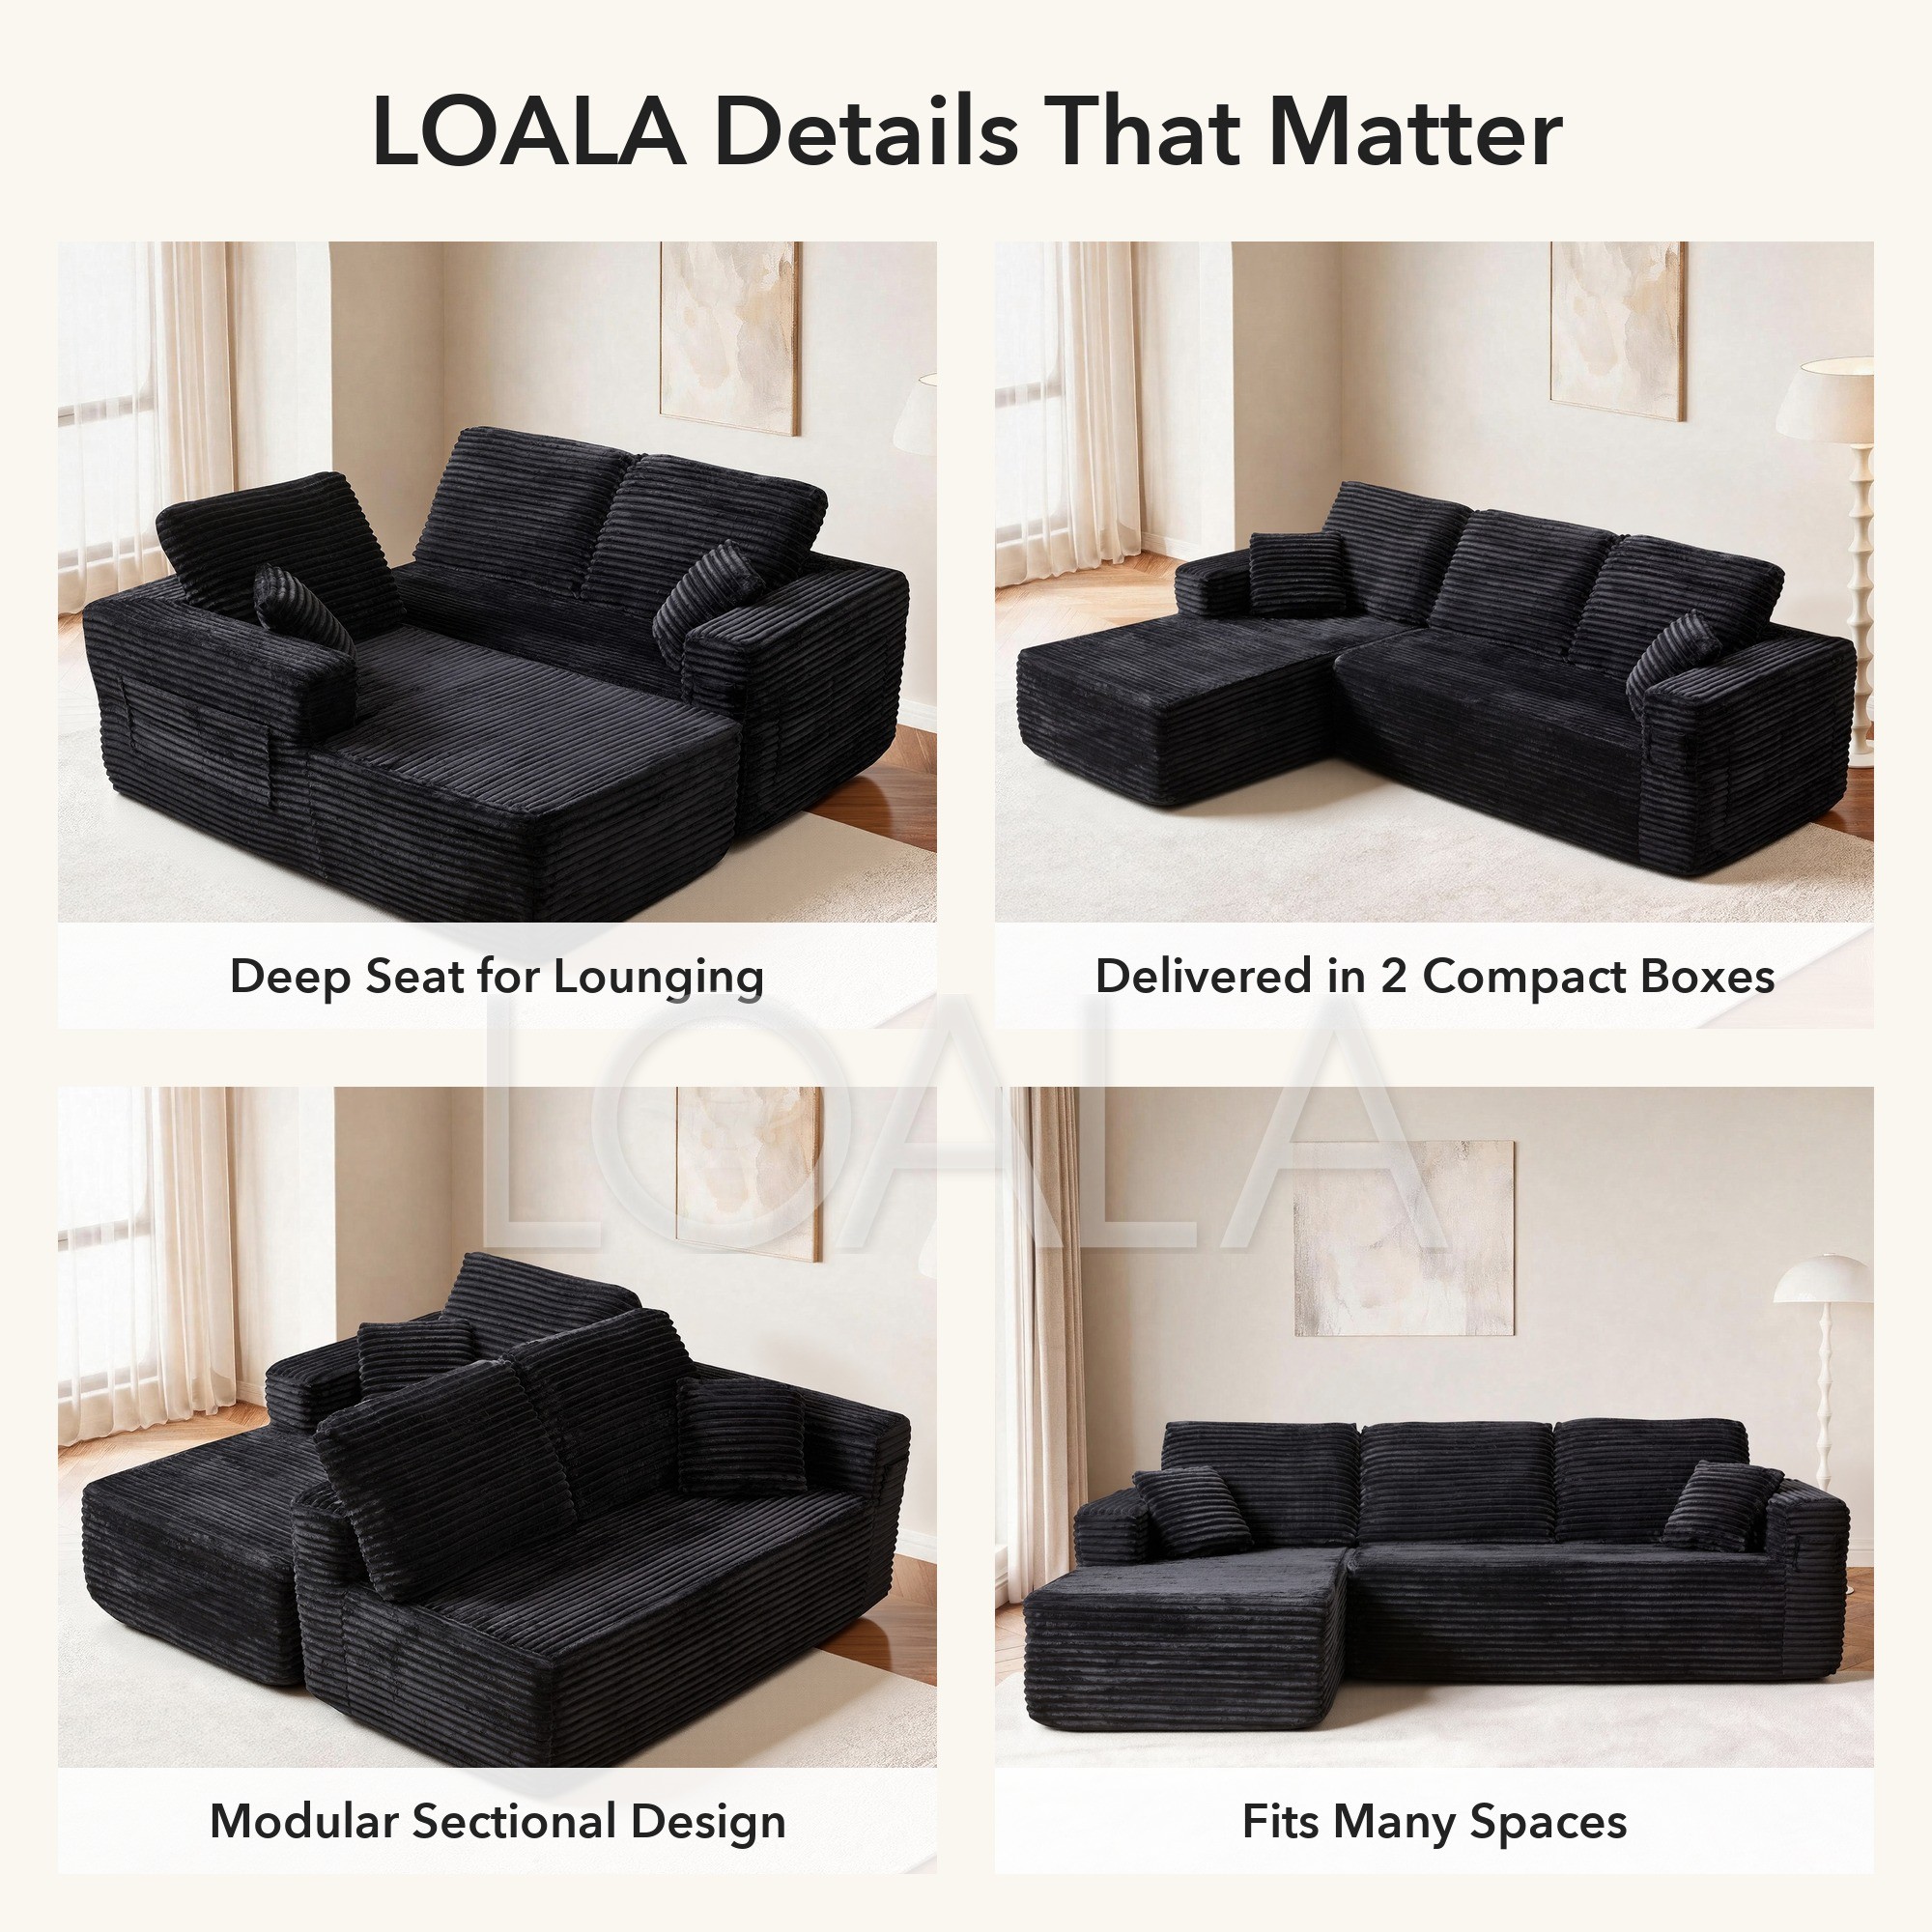 LOALA Details That Matter
Deep Seat for Lounging
Delivered in 2 Compact Boxes
LOALA
Modular Sectional Design
Fits Many Spaces